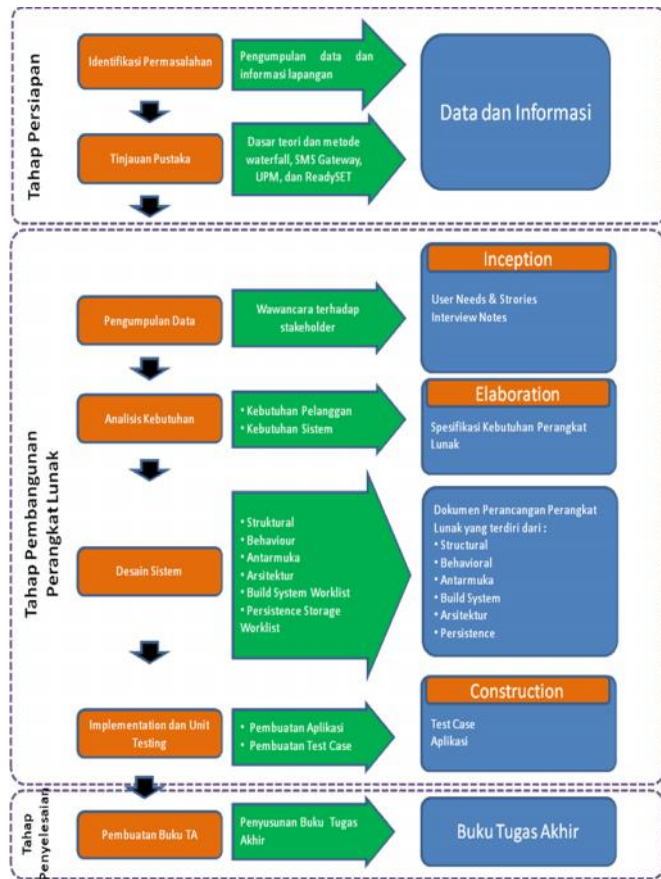 Tahap Persiapan
Identifikasi Permasalahan
Pengumpulan data dan
informasi lapangan
Data dan Informasi
Tinjauan Pustaka
Dasar teori dan metode
waterfall, SMS Gateway,
UPM, dan ReadySET
Tahap Pembangunan
Perangkat Lunak
Pengumpulan Data
Wawancara terhadap
stakeholder
Inception
User Needs & Strories
Interview Notes
Analisis Kebutuhan
• Kebutuhan Pelanggan
• Kebutuhan Sistem
Elaboration
Spesifikasi Kebutuhan Perangkat
Lunak
Desain Sistem
• Struktural
• Behaviour
• Antarmuka
• Arsitektur
• Build System Worklist
• Persistence Storage
Worklist
Dokumen Perancangan Perangkat
Lunak yang terdiri dari :
• Structural
• Behavioral
• Antarmuka
• Build System
• Arsitektur
• Persistence
Implementation dan Unit
Testing
• Pembuatan Aplikasi
• Pembuatan Test Case
Construction
Test Case
Aplikasi
Tahap
Penyelesaian
Pembuatan Buku TA
Penyusunan Buku Tugas
Akhir
Buku Tugas Akhir